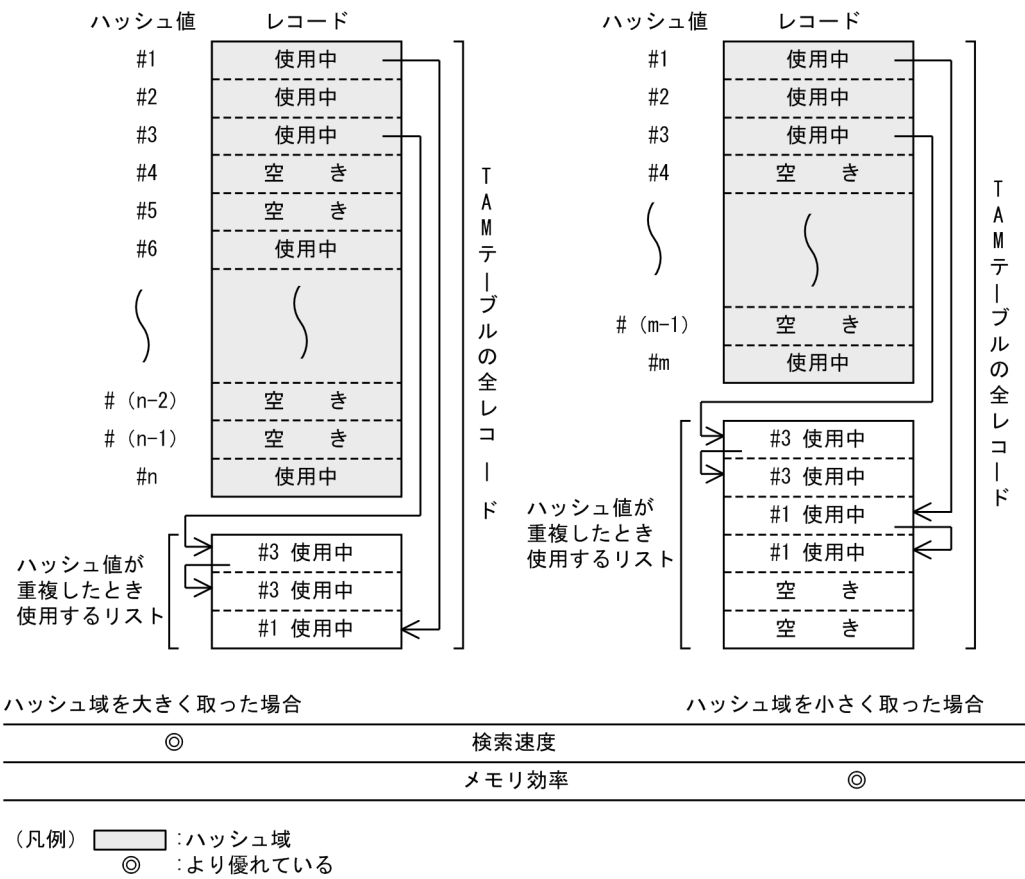 ハッシュ値 レコード
#1 使用中
#2 使用中
#3 使用中
#4 空 き
#5 空 き
#6 使用中
#(n-2) 空 き
#(n-1) 空 き
#n 使用中
TAMテーブルの全レコード
ハッシュ値が
重複したとき
使用するリスト
#3 使用中
#3 使用中
#1 使用中
ハッシュ値 レコード
#1 使用中
#2 使用中
#3 使用中
#4 空 き
#(m-1) 空 き
#m 使用中
TAMテーブルの全レコード
ハッシュ値が
重複したとき
使用するリスト
#3 使用中
#3 使用中
#1 使用中
#1 使用中
空 き
空 き
ハッシュ域を大きく取った場合 ハッシュ域を小さく取った場合
◎ 検索速度
メモリ効率 ◎
(凡例) :ハッシュ域
◎ :より優れている